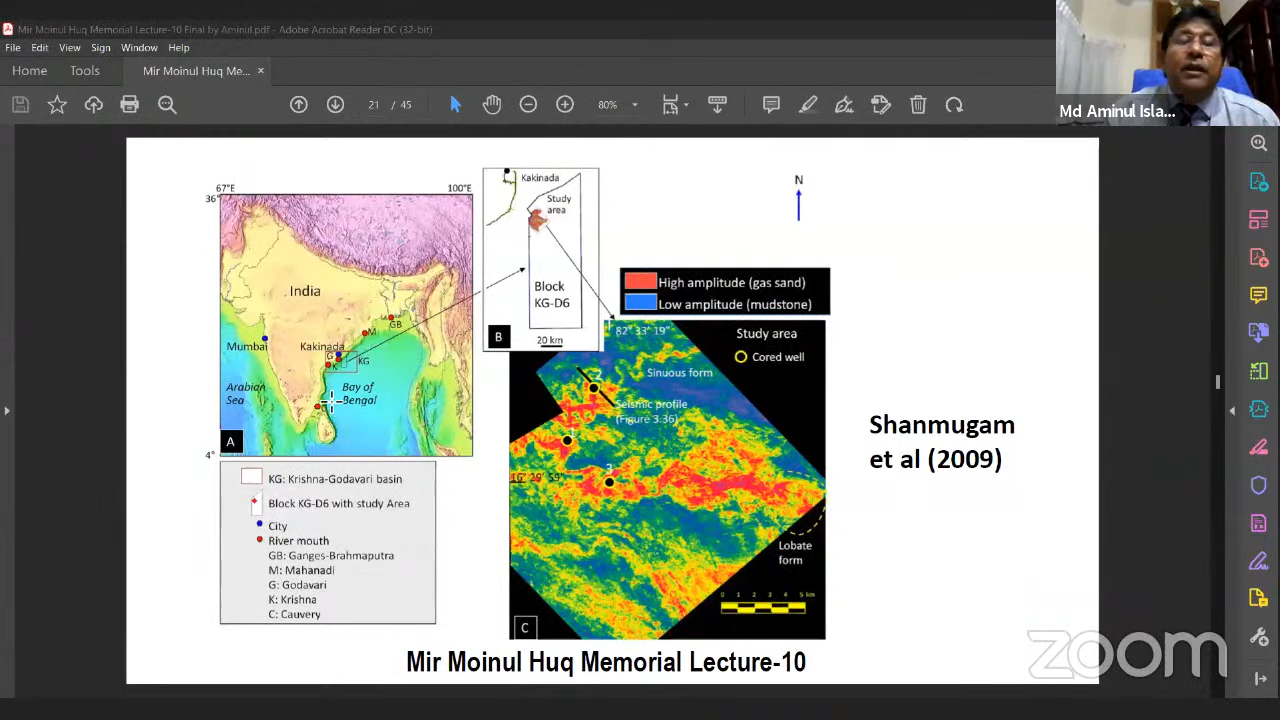 Mir Moinul Huq Memorial Lecture-10 Final by Aminul.pdf - Adobe Acrobat Reader DC (32-bit)
File Edit View Sign Window Help
Home Tools Mir Moinul Huq Me... ×
21 / 45 80%
Md Aminul Isla...
67°E 100°E
36°
India
Mumbai
Kakinada
GB
M
G
KG
K
Arabian
Sea
Bay of
Bengal
A
4°
Kakinada
Study
area
Block
KG-D6
B
20 km
N
High amplitude (gas sand)
Low amplitude (mudstone)
82° 33' 19"
Study area
Cored well
Sinuous form
2
Seismic profile
(Figure 3.36)
1
3
16° 29' 59"
Lobate
form
0 1 2 3 4 5 km
C
KG: Krishna-Godavari basin
Block KG-D6 with study Area
City
River mouth
GB: Ganges-Brahmaputra
M: Mahanadi
G: Godavari
K: Krishna
C: Cauvery
Shanmugam
et al (2009)
Mir Moinul Huq Memorial Lecture-10
zoom